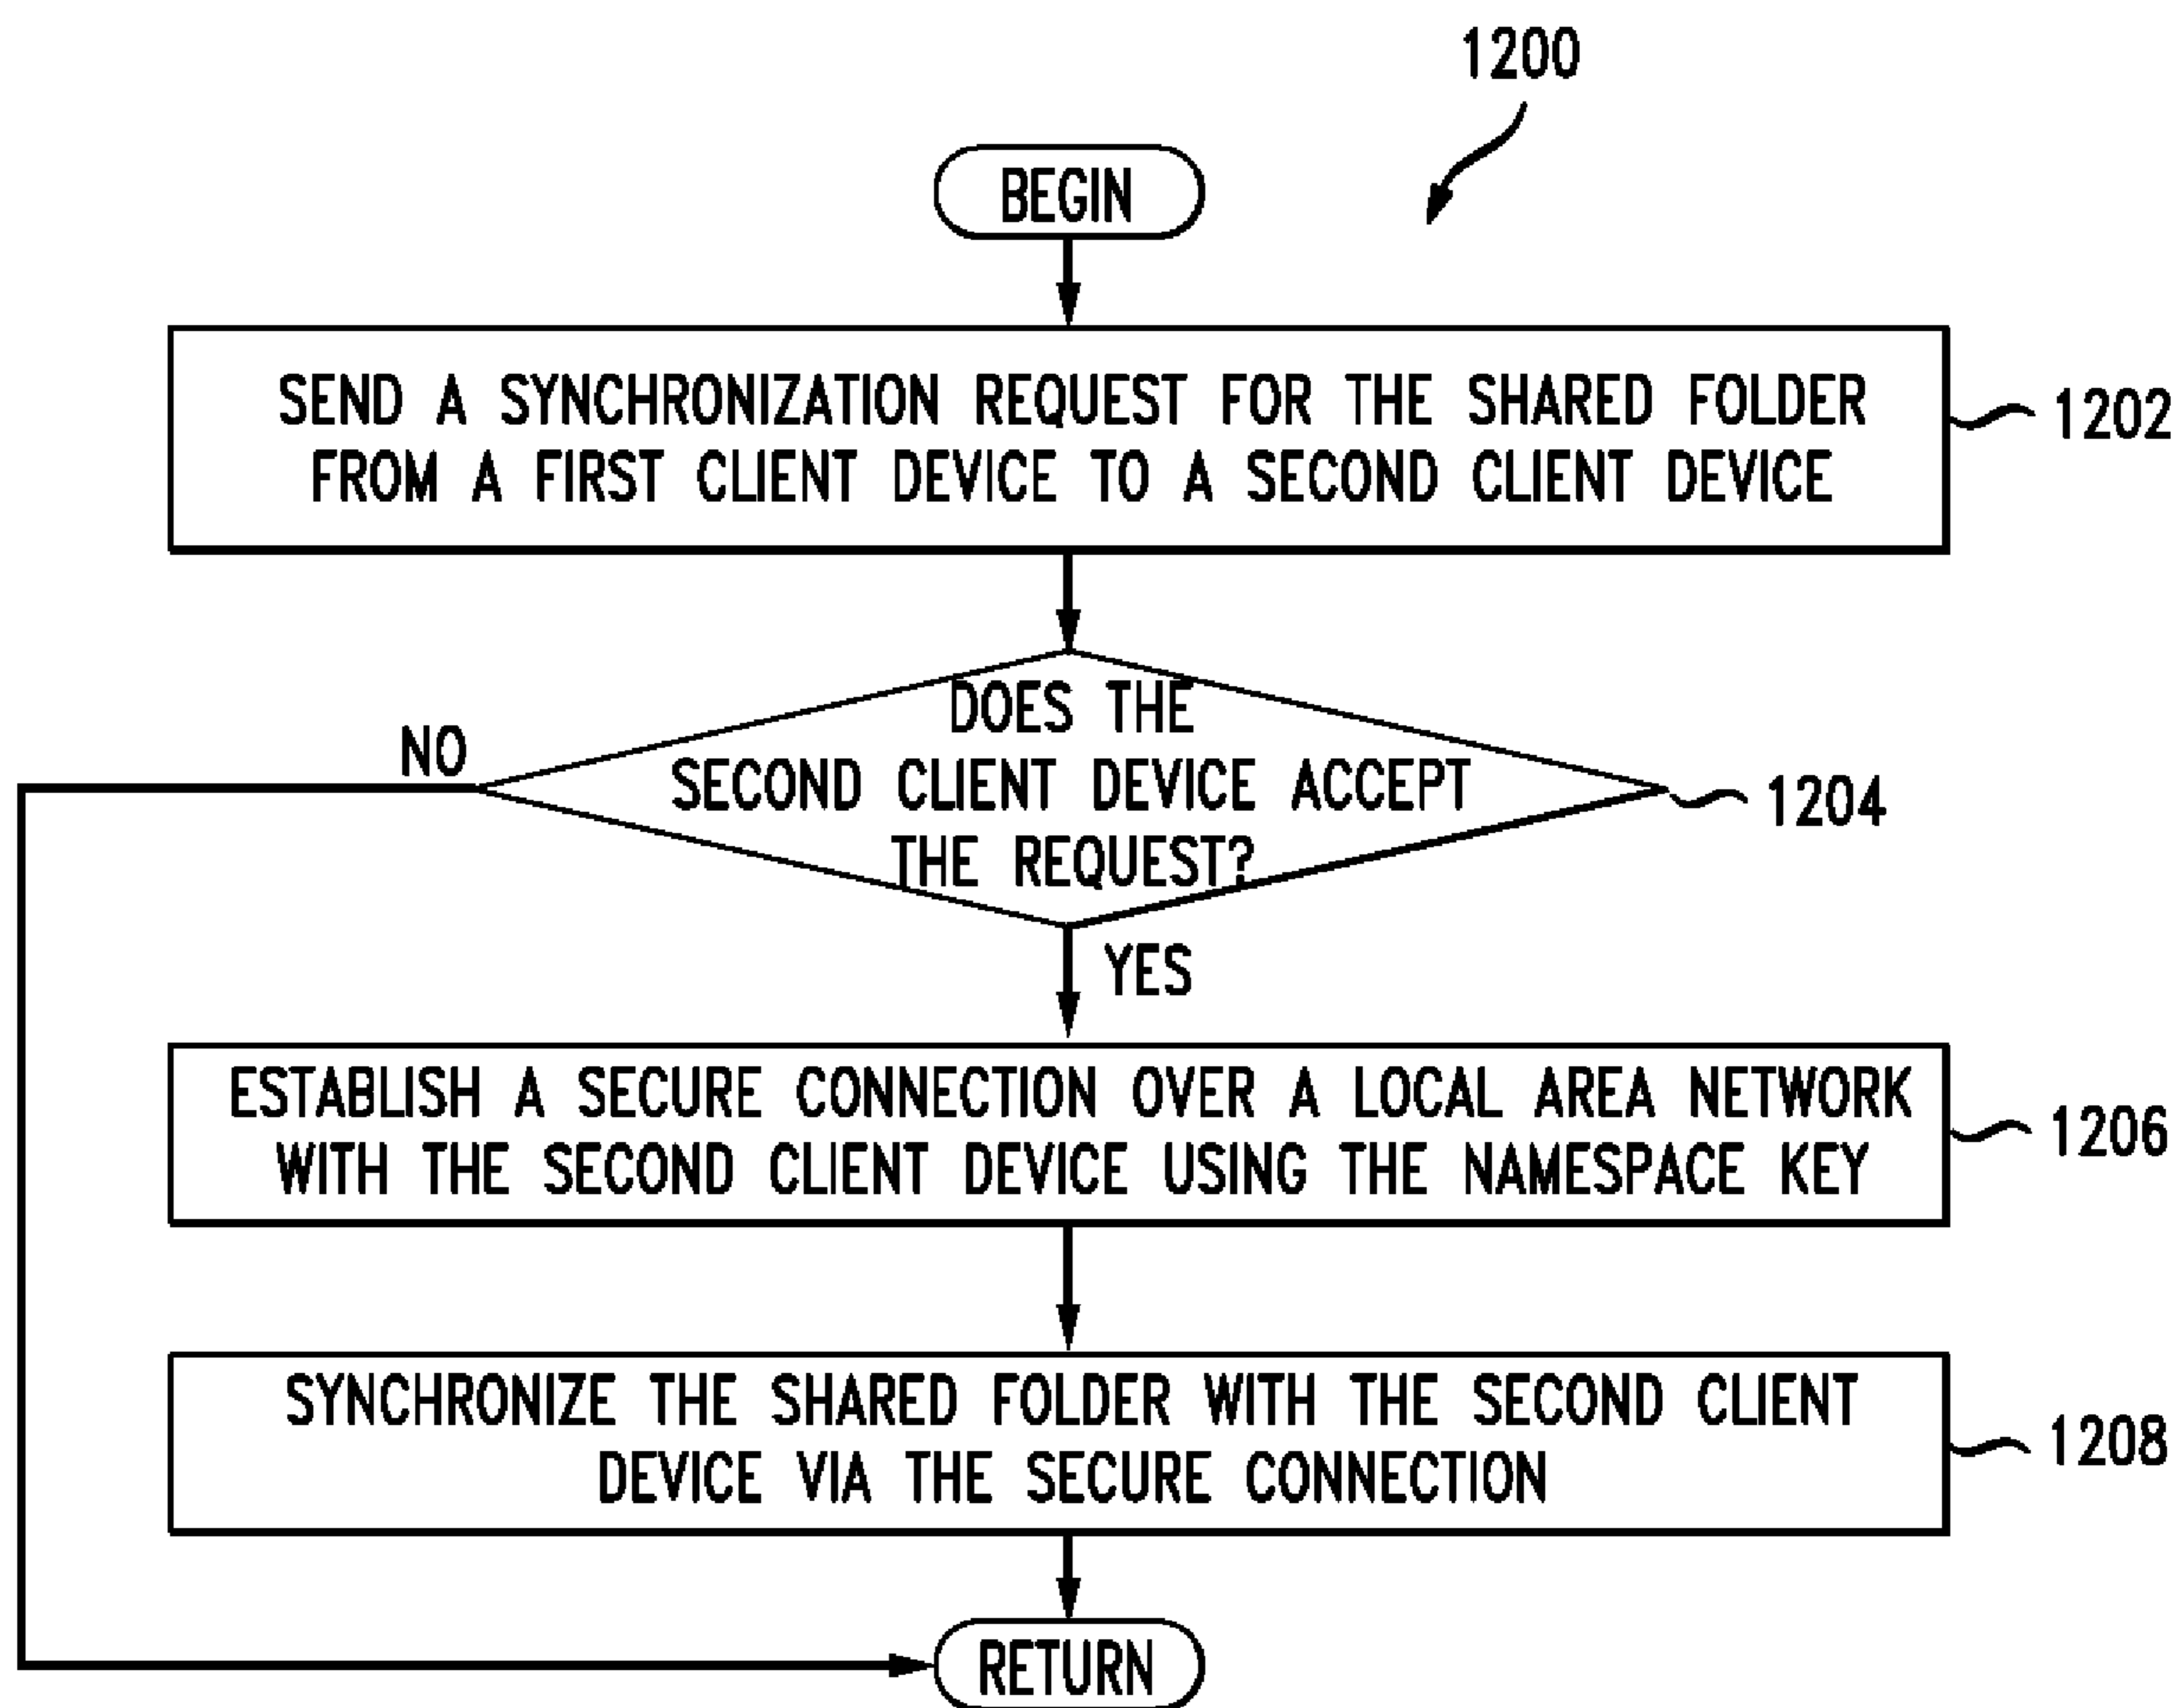 1200
BEGIN
SEND A SYNCHRONIZATION REQUEST FOR THE SHARED FOLDER
FROM A FIRST CLIENT DEVICE TO A SECOND CLIENT DEVICE
1202
DOES THE
SECOND CLIENT DEVICE ACCEPT
THE REQUEST?
1204
NO
YES
ESTABLISH A SECURE CONNECTION OVER A LOCAL AREA NETWORK
WITH THE SECOND CLIENT DEVICE USING THE NAMESPACE KEY
1206
SYNCHRONIZE THE SHARED FOLDER WITH THE SECOND CLIENT
DEVICE VIA THE SECURE CONNECTION
1208
RETURN